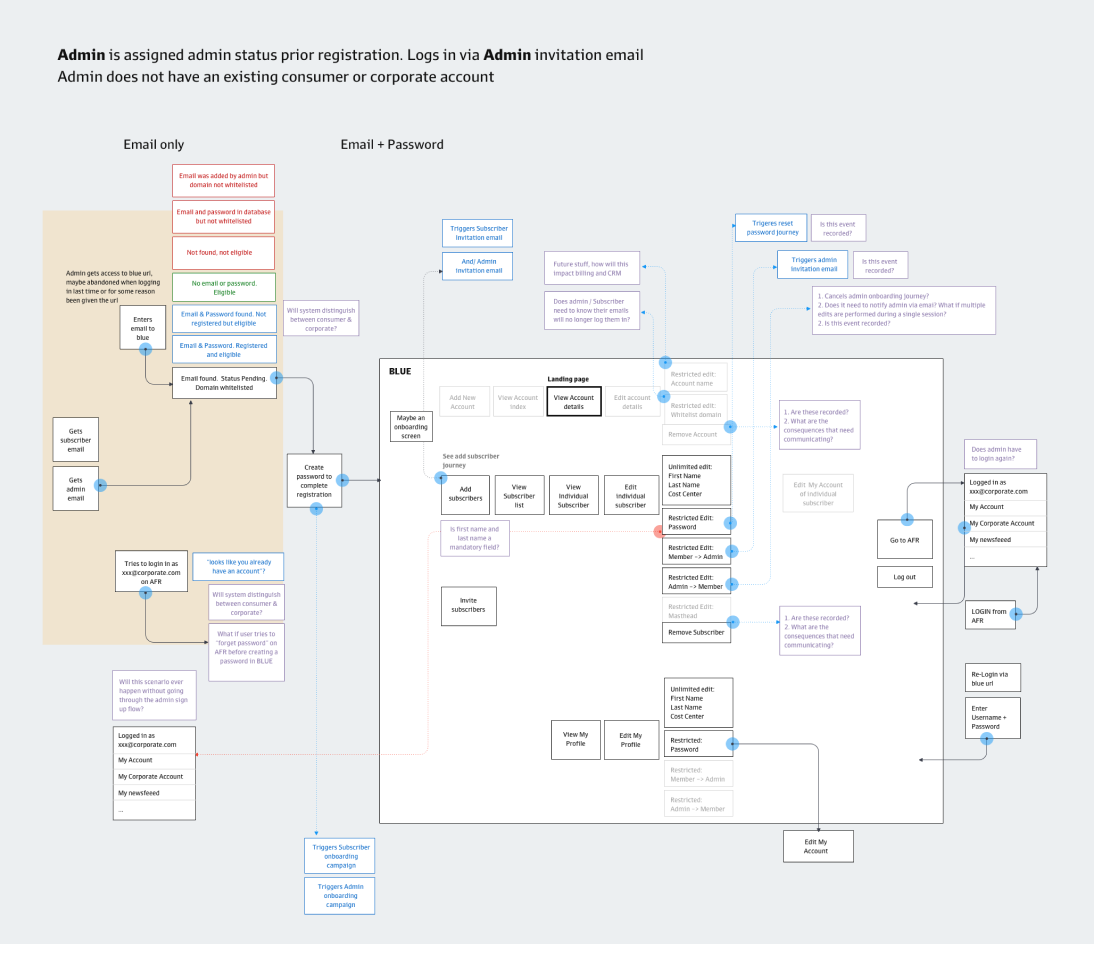 Admin is assigned admin status prior registration. Logs in via Admin invitation email
Admin does not have an existing consumer or corporate account
Email only
Email + Password
Email was added by admin but
domain not whitelisted
Email and password in database
but not whitelisted
Not found, not eligible
No email or password.
Eligible
Email & Password found. Not
registered but eligible
Email & Password. Registered
and eligible
Email found. Status Pending.
Domain whitelisted
Admin gets access to blue url,
maybe abandoned when logging
in last time or for some reason
been given the url
Enters
email to
blue
Will system distinguish
between consumer &
corporate?
Gets
subscriber
email
Gets
admin
email
Create
password to
complete
registration
Tries to login in as
xxx@corporate.com
on AFR
"looks like you already
have an account"?
Will system distinguish
between consumer &
corporate?
What if user tries to
"forget password" on
AFR before creating a
password in BLUE
Will this scenario ever
happen without going
through the admin sign
up flow?
Logged in as
xxx@corporate.com
My Account
My Corporate Account
My newsfeeed
...
Triggers Subscriber
onboarding
campaign
Triggers Admin
onboarding
campaign
Triggers Subscriber
Invitation email
And/ Admin
invitation email
Future stuff, how will this
impact billing and CRM
Does admin / Subscriber
need to know their emails
will no longer log them in?
Trigeres reset
password journey
Is this event
recorded?
Triggers admin
Invitation email
Is this event
recorded?
1. Cancels admin onboarding journey?
2. Does it need to notify admin via email? What if multiple
edits are performed during a single session?
2. Is this event recorded?
BLUE
Landing page
Add New
Account
View Account
index
View Account
details
Edit account
details
Restricted edit:
Account name
Restricted edit:
Whitelist domain
Remove Account
1. Are these recorded?
2. What are the
consequences that need
communicating?
Maybe an
onboarding
screen
See add subscriber
journey
Add
subscribers
View
Subscriber
list
View Individual
Subscriber
Edit
individual
subscriber
Unlimited edit:
First Name
Last Name
Cost Center
Restricted Edit:
Password
Restricted Edit:
Member -> Admin
Restricted Edit:
Admin -> Member
Restricted Edit:
Masthead
Remove Subscriber
Edit My Account
of individual
subscriber
Is first name and
last name a
mandatory field?
Invite
subscribers
1. Are these recorded?
2. What are the
consequences that need
communicating?
View My
Profile
Edit My
Profile
Unlimited edit:
First Name
Last Name
Cost Center
Restricted:
Password
Restricted:
Member -> Admin
Restricted:
Admin -> Member
Edit My
Account
Go to AFR
Log out
Does admin have
to login again?
Logged in as
xxx@corporate.com
My Account
My Corporate Account
My newsfeeed
...
LOGIN from
AFR
Re-Login via
blue url
Enter
Username +
Password